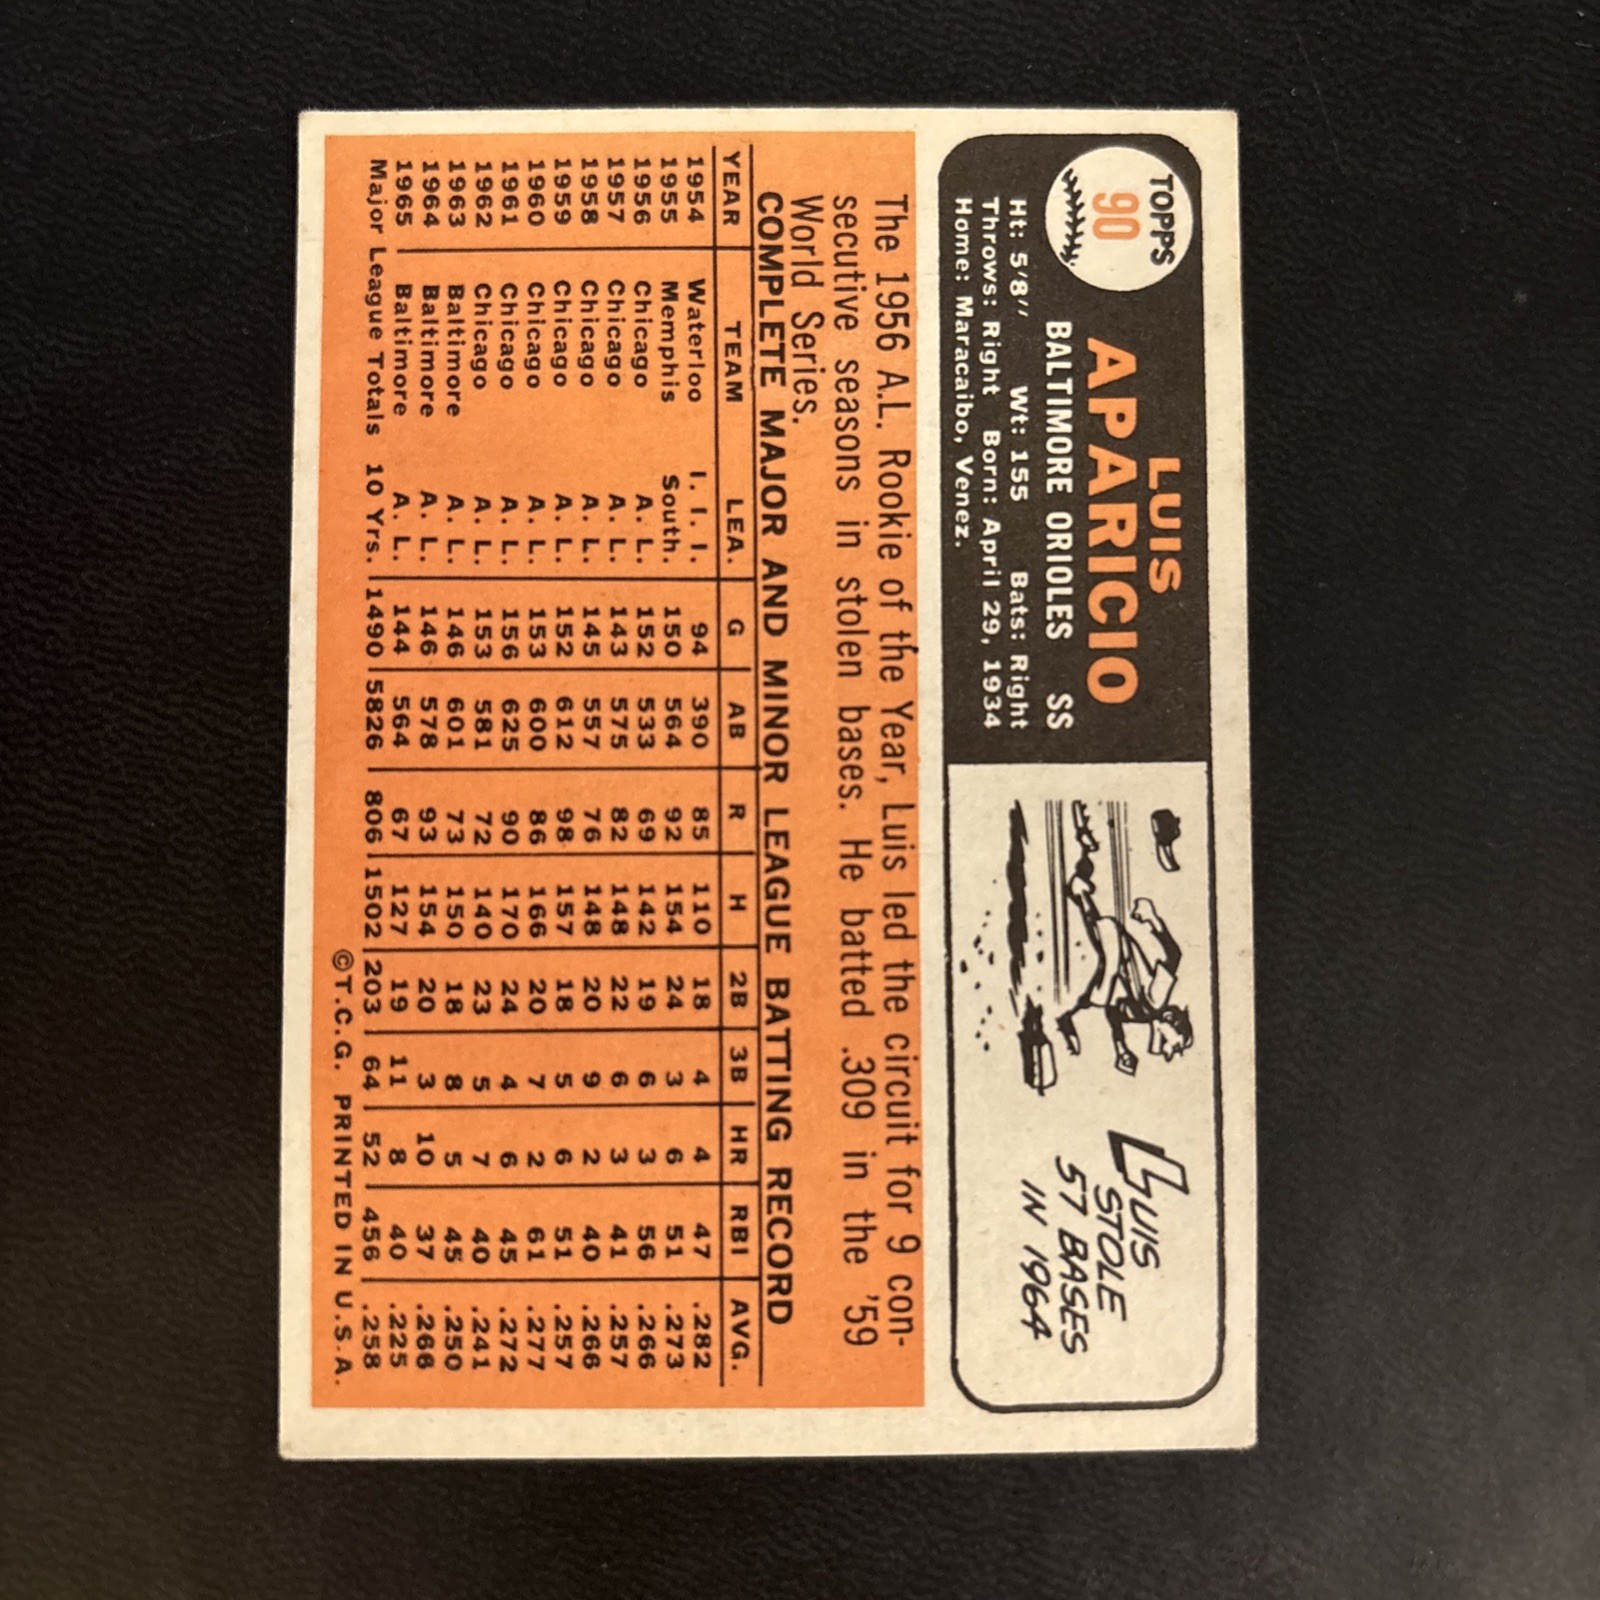 TOPPS
90
LUIS
APARICIO
BALTIMORE ORIOLES SS
Ht: 5'8'' Wt: 155 Bats: Right
Throws: Right Born: April 29, 1934
Home: Maracaibo, Venez.
LUIS
STOLE
57 BASES
IN 1964
The 1956 A.L. Rookie of the Year, Luis led the circuit for 9 con-
secutive seasons in stolen bases. He batted .309 in the '59
World Series.
COMPLETE MAJOR AND MINOR LEAGUE BATTING RECORD
YEAR TEAM LEA. G AB R H 2B 3B HR RBI AVG.
1954 Waterloo I. I. I. 94 390 85 110 18 4 4 47 .282
1955 Memphis South. 150 564 92 154 24 3 6 51 .273
1956 Chicago A. L. 152 533 69 142 19 6 3 56 .266
1957 Chicago A. L. 143 575 82 148 22 6 3 41 .257
1958 Chicago A. L. 145 557 76 148 20 9 2 40 .266
1959 Chicago A. L. 152 612 98 157 18 5 6 51 .257
1960 Chicago A. L. 153 600 86 166 20 7 2 61 .277
1961 Chicago A. L. 156 625 90 170 24 4 6 45 .272
1962 Chicago A. L. 153 581 72 140 23 5 7 40 .241
1963 Baltimore A. L. 146 601 73 150 18 8 5 45 .250
1964 Baltimore A. L. 146 578 93 154 20 3 10 37 .266
1965 Baltimore A. L. 144 564 67 127 19 11 8 40 .225
Major League Totals 10 Yrs. 1490 5826 806 1502 203 64 52 456 .258
©T.C.G. PRINTED IN U.S.A.